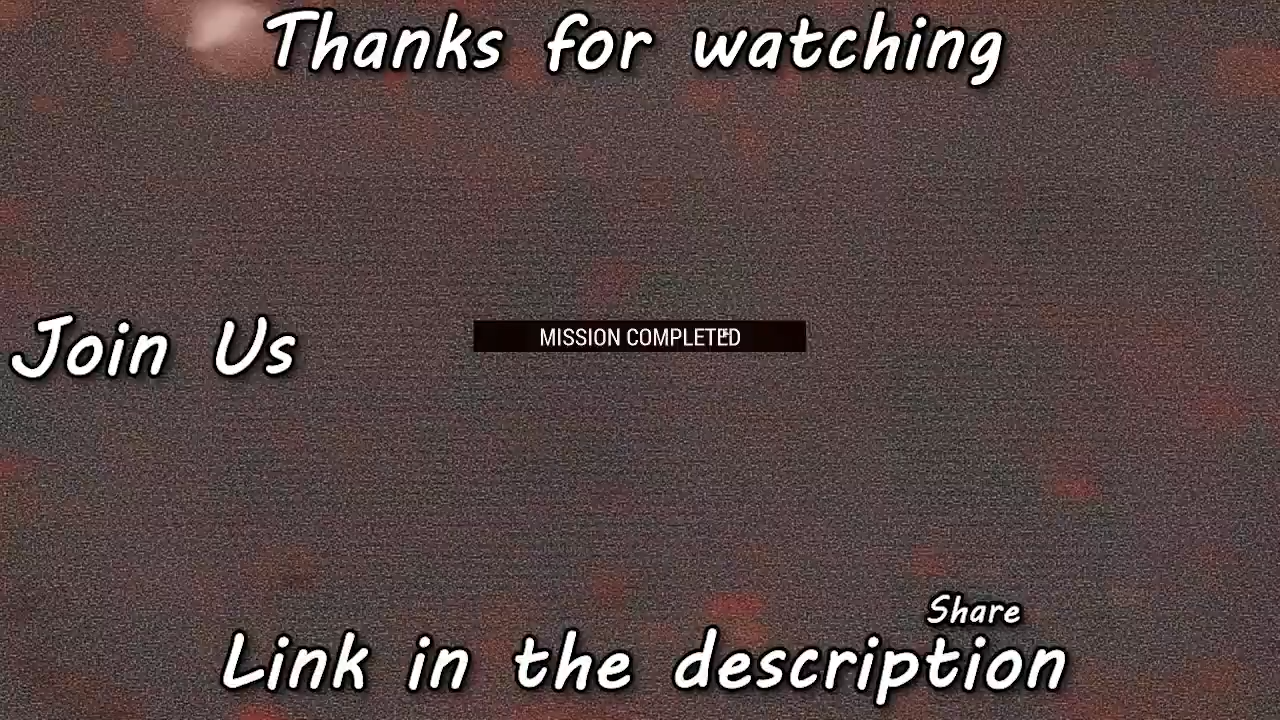 Thanks for watching
Join Us
MISSION COMPLETED
Share
Link in the description